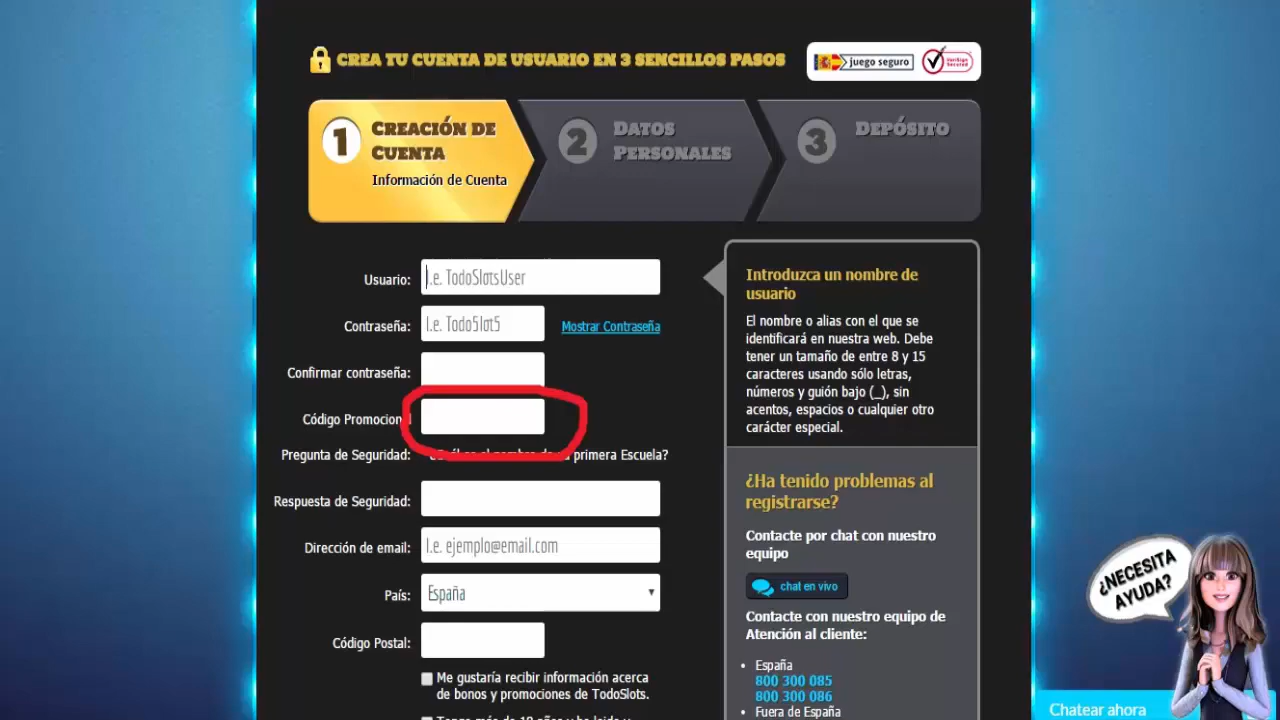 CREA TU CUENTA DE USUARIO EN 3 SENCILLOS PASOS
juego seguro
1
CREACIÓN DE
CUENTA
Información de Cuenta
2
DATOS
PERSONALES
3
DEPÓSITO
Usuario: I.e. TodoSlotsUser
Contraseña: I.e. TodoSlot5 Mostrar Contraseña
Confirmar contraseña:
Código Promocion
Pregunta de Seguridad: primera Escuela?
Respuesta de Seguridad:
Dirección de email: I.e. ejemplo@email.com
País: España
Código Postal:
Me gustaría recibir información acerca
de bonos y promociones de TodoSlots.
Introduzca un nombre de
usuario
El nombre o alias con el que se
identificará en nuestra web. Debe
tener un tamaño de entre 8 y 15
caracteres usando sólo letras,
números y guión bajo (_), sin
acentos, espacios o cualquier otro
carácter especial.
¿Ha tenido problemas al
registrarse?
Contacte por chat con nuestro
equipo
chat en vivo
Contacte con nuestro equipo de
Atención al cliente:
• España
800 300 085
800 300 086
• Fuera de España
¿NECESITA
AYUDA?
Chatear ahora